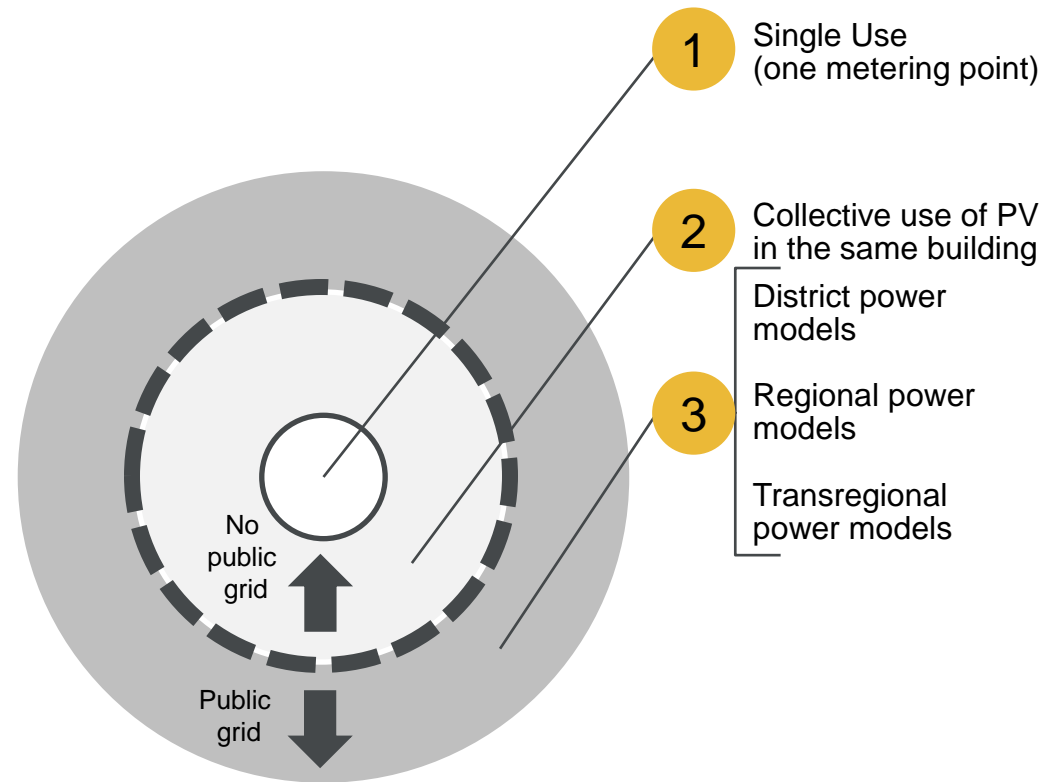 1
Single Use
(one metering point)
2
Collective use of PV
in the same building
3
District power
models
Regional power
models
Transregional
power models
No
public
grid
Public
grid